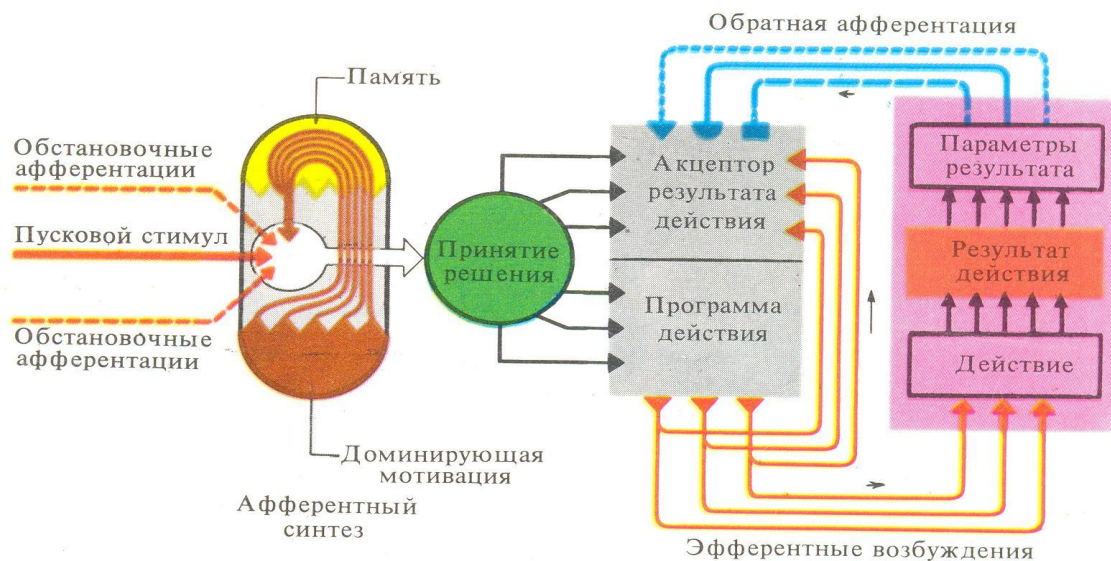 Обратная афферентация
Память
Обстановочные
афферентации
Пусковой стимул
Обстановочные
афферентации
Доминирующая
мотивация
Афферентный
синтез
Принятие
решения
Акцептор
результата
действия
Программа
действия
Параметры
результата
Результат
действия
Действие
Эфферентные возбуждения